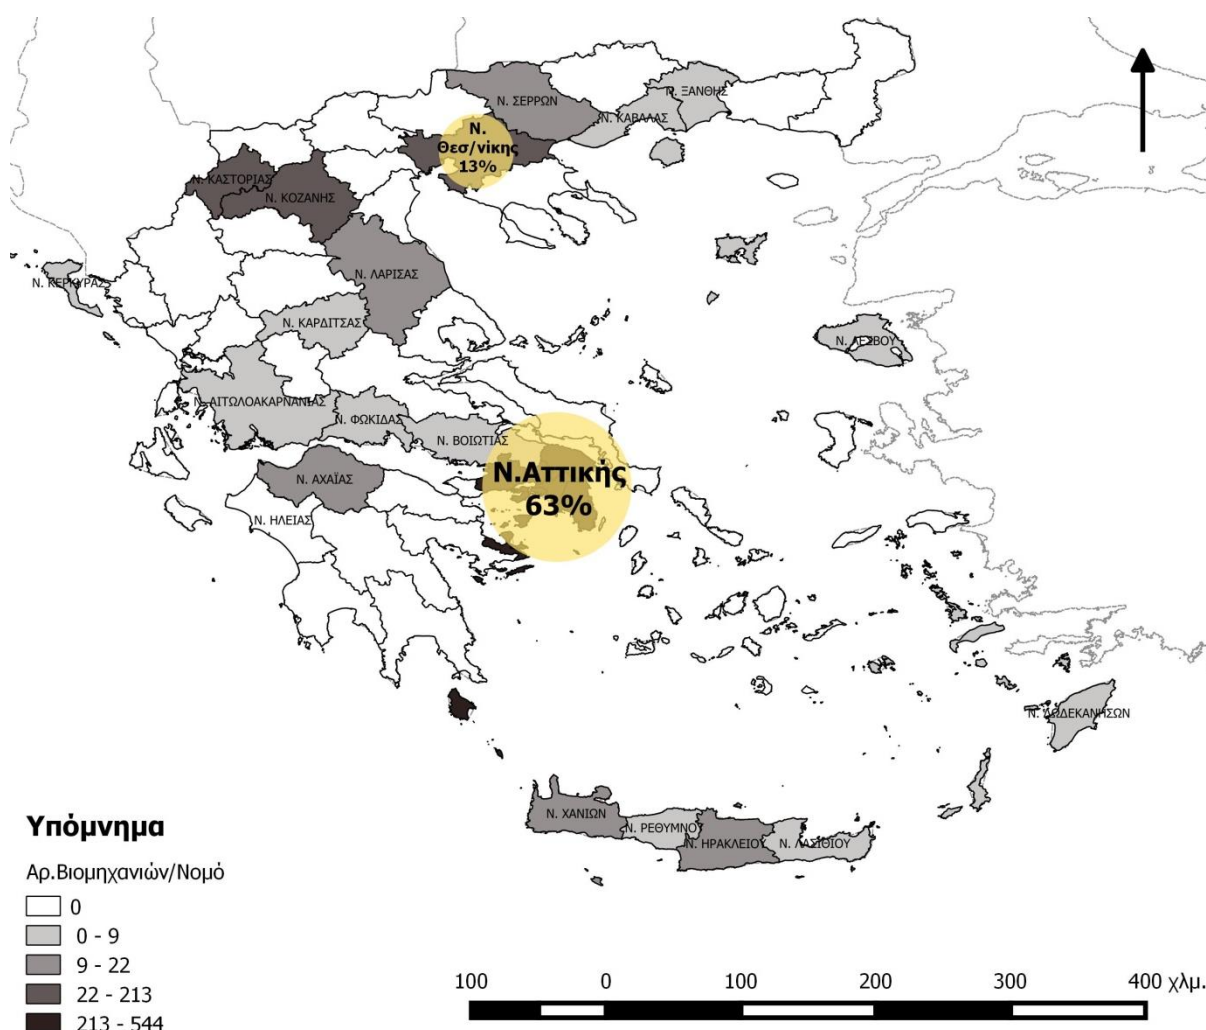 Ν. ΞΑΝΘΗΣ
Ν. ΣΕΡΡΩΝ
Ν. ΚΑΒΑΛΑΣ
Ν.
Θεσ/νίκης
13%
Ν. ΚΑΣΤΟΡΙΑΣ
Ν. ΚΟΖΑΝΗΣ
Ν. ΛΑΡΙΣΑΣ
Ν. ΚΕΡΚΥΡΑΣ
Ν. ΚΑΡΔΙΤΣΑΣ
Ν. ΛΕΣΒΟΥ
Ν. ΑΙΤΩΛΟΑΚΑΡΝΑΝΙΑΣ
Ν. ΦΩΚΙΔΑΣ
Ν. ΒΟΙΩΤΙΑΣ
Ν.Αττικής
63%
Ν. ΑΧΑΪΑΣ
Ν. ΗΛΕΙΑΣ
Ν. ΔΩΔΕΚΑΝΗΣΩΝ
Ν. ΧΑΝΙΩΝ
Ν. ΡΕΘΥΜΝΟΥ
Ν. ΗΡΑΚΛΕΙΟΥ
Ν. ΛΑΣΙΘΙΟΥ
Υπόμνημα
Αρ.Βιομηχανιών/Νομό
0
0 - 9
9 - 22
22 - 213
213 - 544
100 0 100 200 300 400 χλμ.